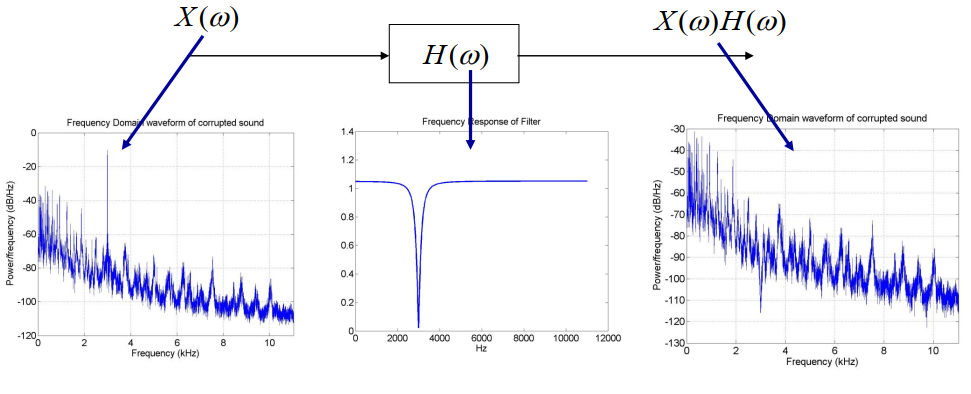 X(ω)
H(ω)
X(ω)H(ω)
Frequency Domain waveform of corrupted sound
0
-20
-40
-60
-80
-100
-120
Power/frequency (dB/Hz)
0 2 4 6 8 10
Frequency (kHz)
Frequency Response of Filter
1.4
1.2
1
0.8
0.6
0.4
0.2
0
0 2000 4000 6000 8000 10000 12000
Hz
Frequency Domain waveform of corrupted sound
-30
-40
-50
-60
-70
-80
-90
-100
-110
-120
-130
Power/frequency (dB/Hz)
0 2 4 6 8 10
Frequency (kHz)